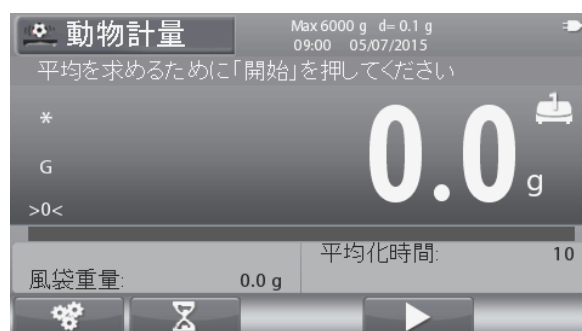 動物計量
Max 6000 g d= 0.1 g
09:00 05/07/2015
平均を求めるために「開始」を押してください
*
G
>0<
0.0 g
1
平均化時間: 10
風袋重量: 0.0 g